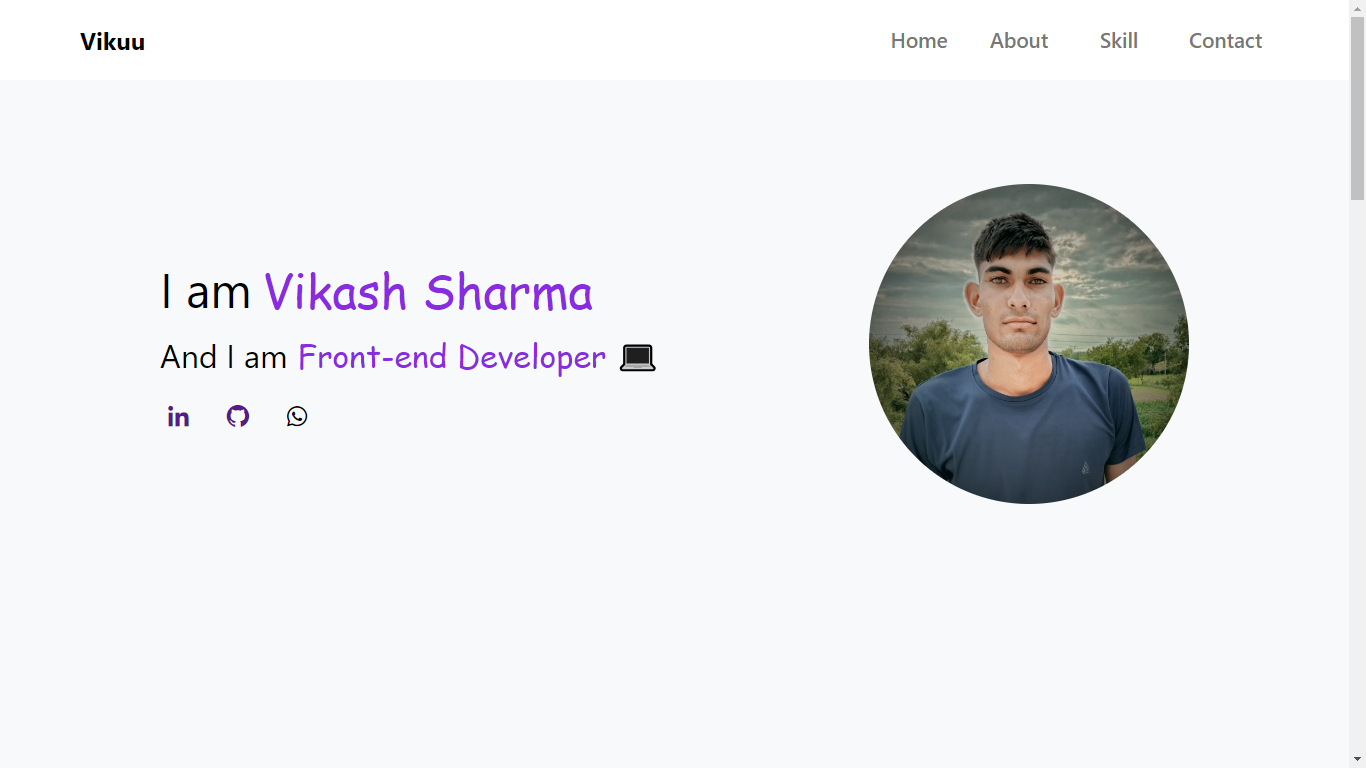 Vikuu
Home About Skill Contact
I am Vikash Sharma
And I am Front-end Developer 💻
in